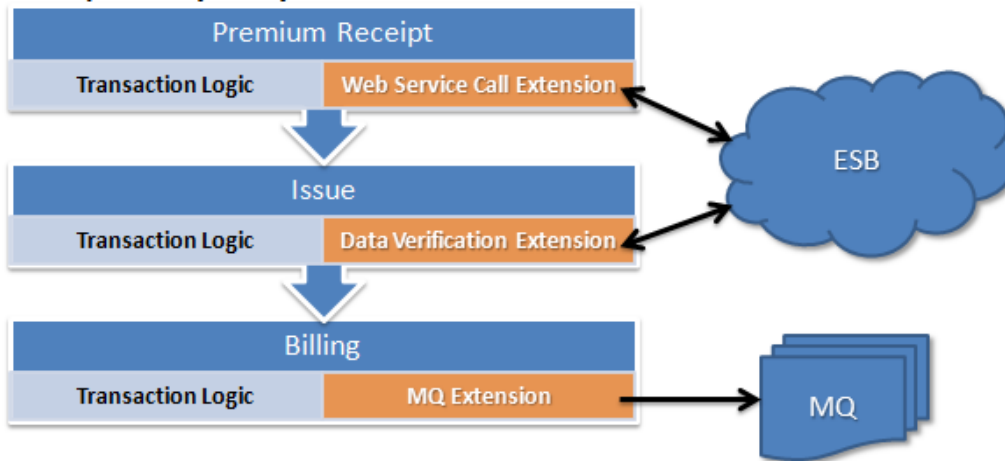 Premium Receipt
Transaction Logic
Web Service Call Extension
ESB
Issue
Transaction Logic
Data Verification Extension
Billing
Transaction Logic
MQ Extension
MQ